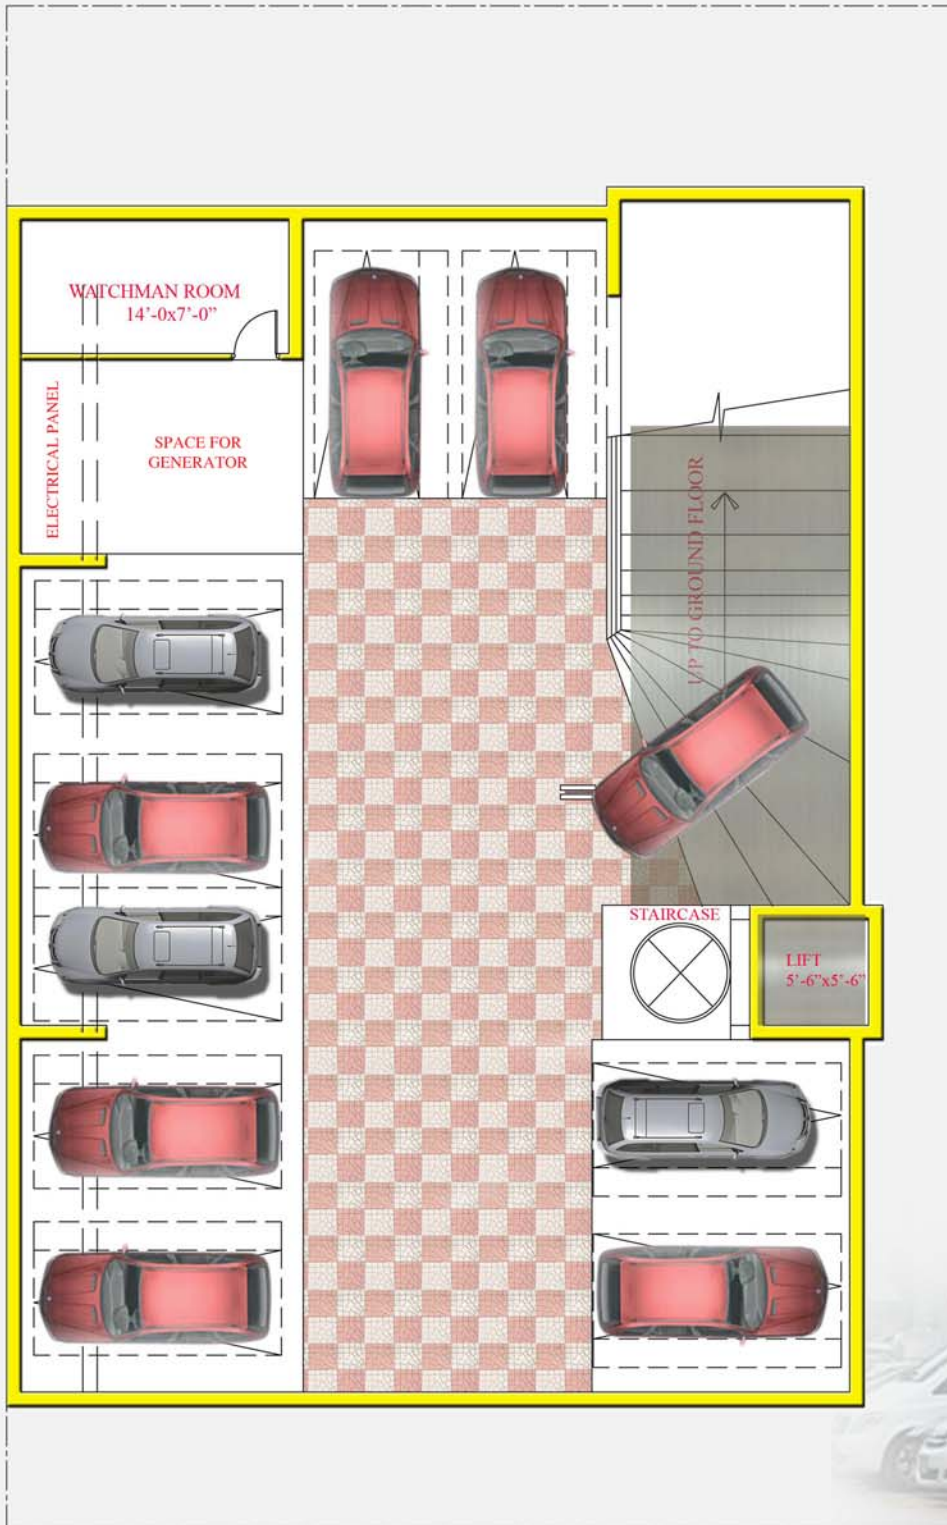 WATCHMAN ROOM
14’-0x7’-0”
ELECTRICAL PANEL
SPACE FOR
GENERATOR
UP TO GROUND FLOOR
STAIRCASE
LIFT
5’-6”x5’-6”